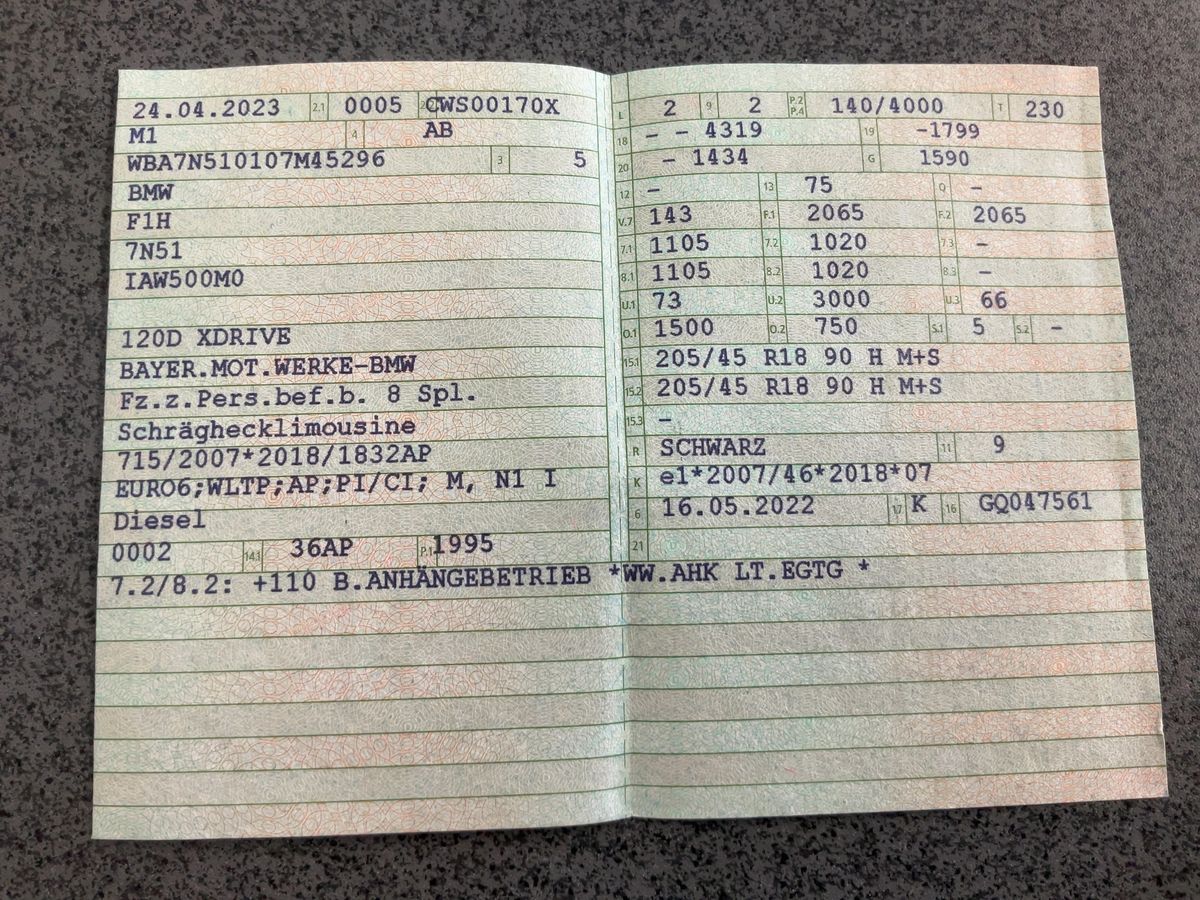 24.04.2023 2.1 0005 CWS00170X
M1 4 AB
WBA7N510107M45296 3 5
BMW
F1H
7N51
IAW500M0
120D XDRIVE
BAYER.MOT.WERKE-BMW
Fz.z.Pers.bef.b. 8 Spl.
Schräghecklimousine
715/2007*2018/1832AP
EURO6;WLTP;AP;PI/CI; M, N1 I
Diesel
0002 14.1 36AP P.1 1995
7.2/8.2: +110 B.ANHÄNGEBETRIEB *WW.AHK LT.EGTG *
L 2 9 2 P.2 P.4 140/4000 T 230
18 - - 4319 19 -1799
20 - 1434 G 1590
12 - 13 75 Q -
V.7 143 F.1 2065 F.2 2065
7.1 1105 7.2 1020 7.3 -
8.1 1105 8.2 1020 8.3 -
U.1 73 U.2 3000 U.3 66
O.1 1500 O.2 750 S.1 5 S.2 -
15.1 205/45 R18 90 H M+S
15.2 205/45 R18 90 H M+S
15.3 -
R SCHWARZ 11 9
K e1*2007/46*2018*07
6 16.05.2022 17 K 16 GQ047561
21